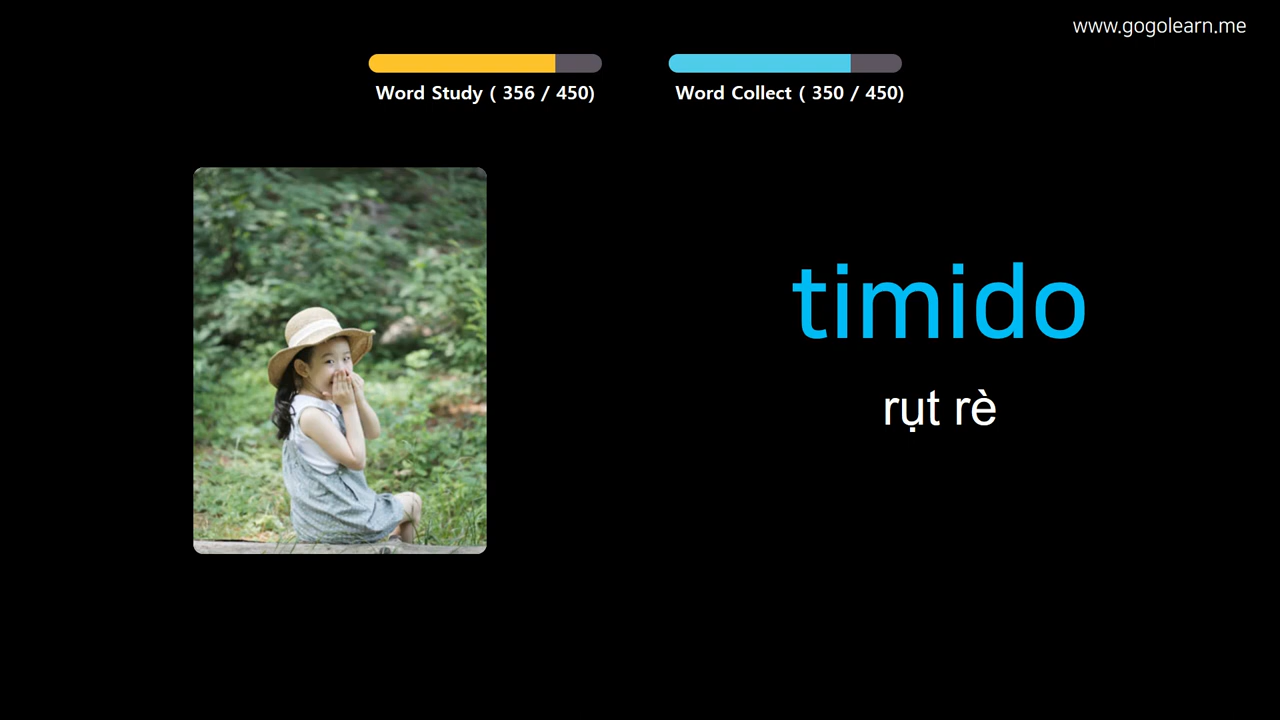 www.gogolearn.me
Word Study ( 356 / 450)
Word Collect ( 350 / 450)
timido
rụt rè